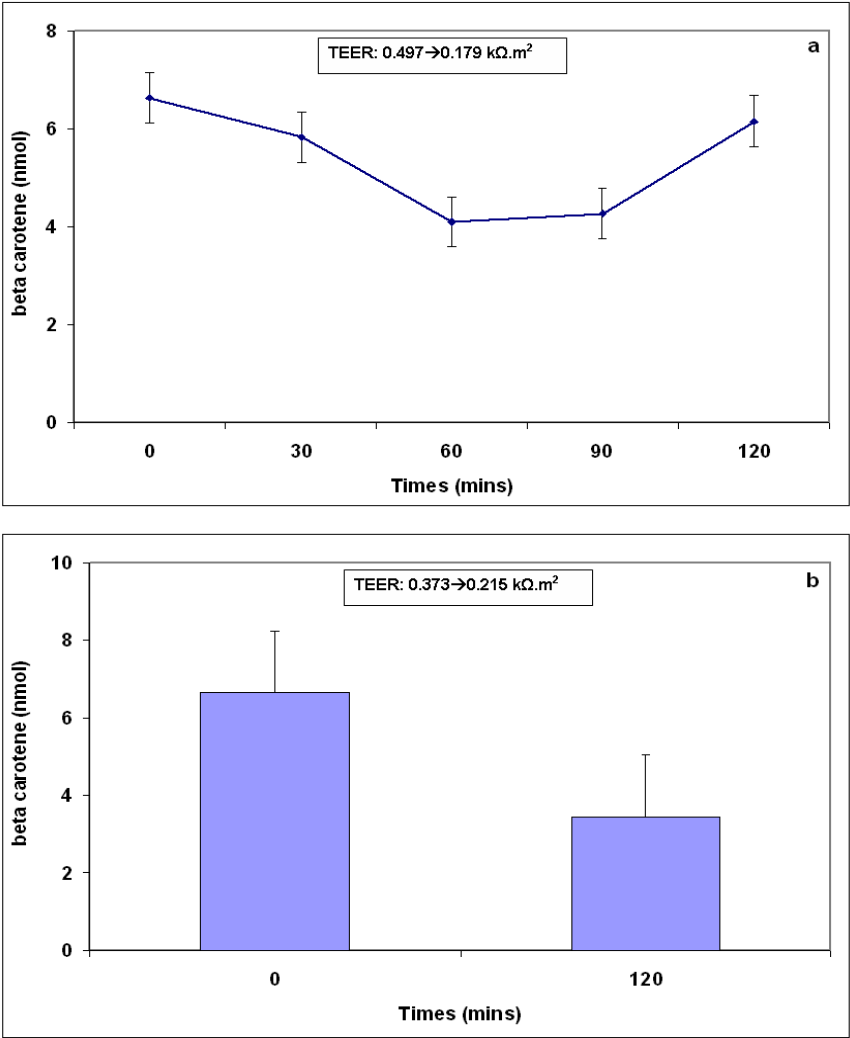 8
TEER: 0.497→0.179 kΩ.m²
a
6
4
2
0
beta carotene (nmol)
0 30 60 90 120
Times (mins)
10
TEER: 0.373→0.215 kΩ.m²
b
8
6
4
2
0
beta carotene (nmol)
0 120
Times (mins)